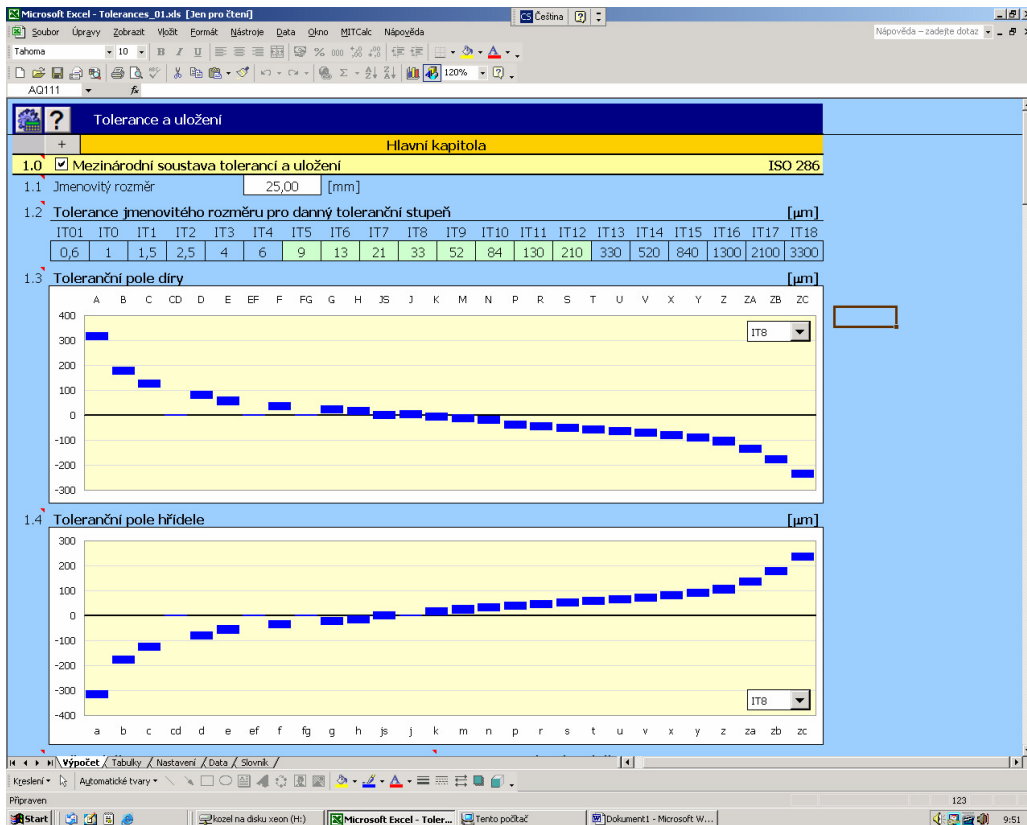 Microsoft Excel - Tolerances_01.xls [Jen pro čtení]
CS Čeština
Soubor Úpravy Zobrazit Vložit Formát Nástroje Data Okno MITCalc Nápověda
Nápověda – zadejte dotaz
Tahoma 10 B I U % 000
120%
AQ111 fx
? Tolerance a uložení
+ Hlavní kapitola
1.0 Mezinárodní soustava tolerancí a uložení ISO 286
1.1 Jmenovitý rozměr 25,00 [mm]
1.2 Tolerance jmenovitého rozměru pro danný toleranční stupeň [μm]
IT01 IT0 IT1 IT2 IT3 IT4 IT5 IT6 IT7 IT8 IT9 IT10 IT11 IT12 IT13 IT14 IT15 IT16 IT17 IT18
0,6 1 1,5 2,5 4 6 9 13 21 33 52 84 130 210 330 520 840 1300 2100 3300
1.3 Toleranční pole díry [μm]
A B C CD D E EF F FG G H JS J K M N P R S T U V X Y Z ZA ZB ZC
400
IT8
300
200
100
0
-100
-200
-300
1.4 Toleranční pole hřídele [μm]
300
200
100
0
-100
-200
-300
IT8
-400
a b c cd d e ef f fg g h js j k m n p r s t u v x y z za zb zc
Výpočet Tabulky Nastavení Data Slovník
Kreslení Automatické tvary
Připraven 123
Start kozel na disku xeon (H:) Microsoft Excel - Toler... Tento počítač Dokument1 - Microsoft W... 9:51